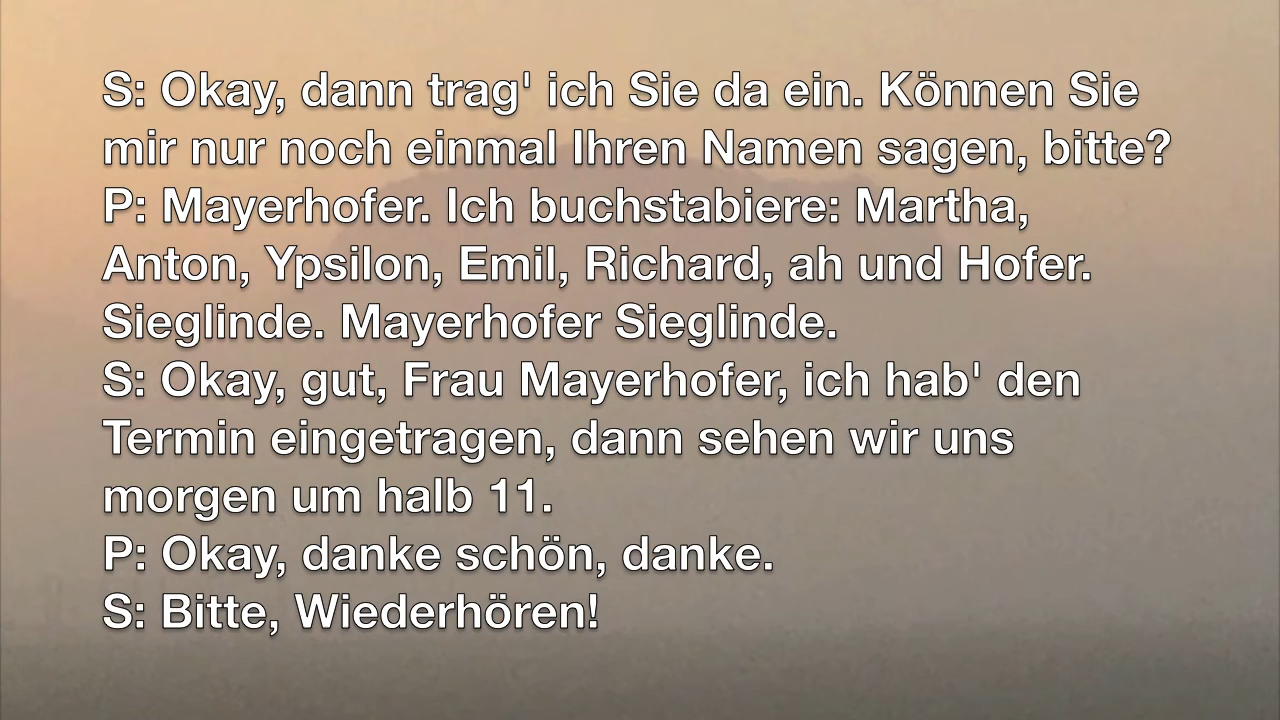 S: Okay, dann trag' ich Sie da ein. Können Sie
mir nur noch einmal Ihren Namen sagen, bitte?
P: Mayerhofer. Ich buchstabiere: Martha,
Anton, Ypsilon, Emil, Richard, ah und Hofer.
Sieglinde. Mayerhofer Sieglinde.
S: Okay, gut, Frau Mayerhofer, ich hab' den
Termin eingetragen, dann sehen wir uns
morgen um halb 11.
P: Okay, danke schön, danke.
S: Bitte, Wiederhören!